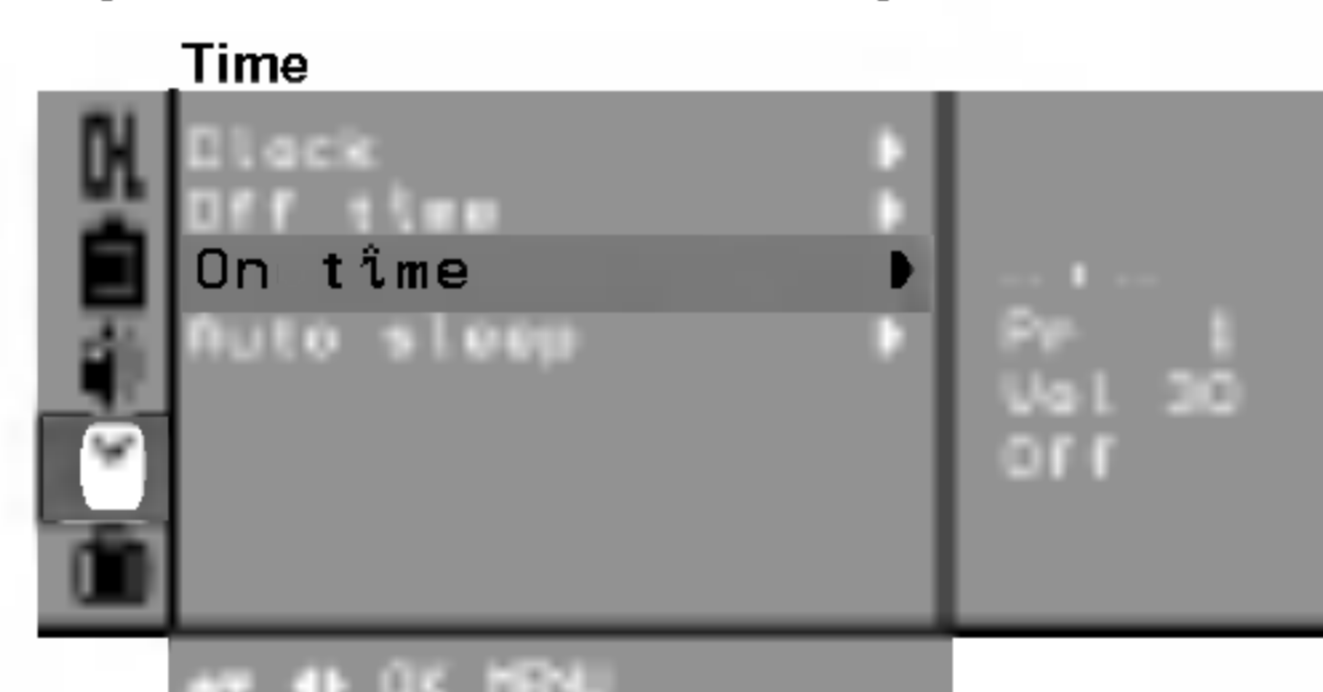 Time
Clock
Off time
On time
Auto sleep
-- : --
Pr 1
Vol 30
Off
OK MENU